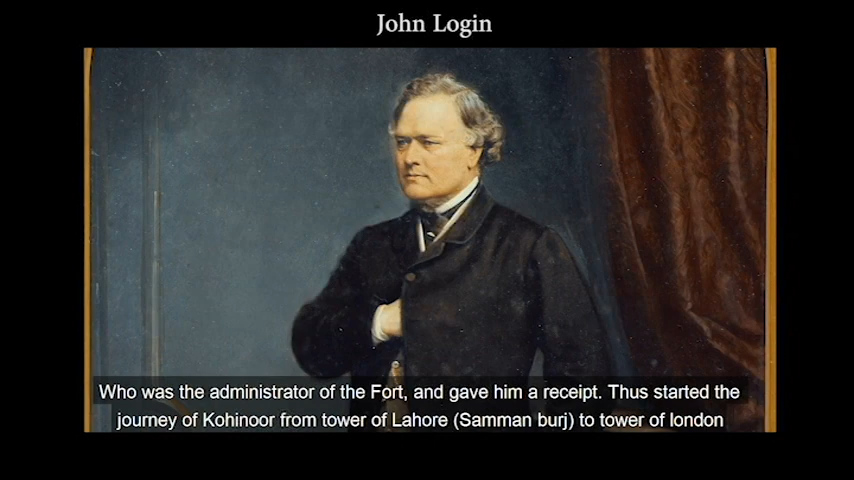 John Login
Who was the administrator of the Fort, and gave him a receipt. Thus started the
journey of Kohinoor from tower of Lahore (Samman burj) to tower of london